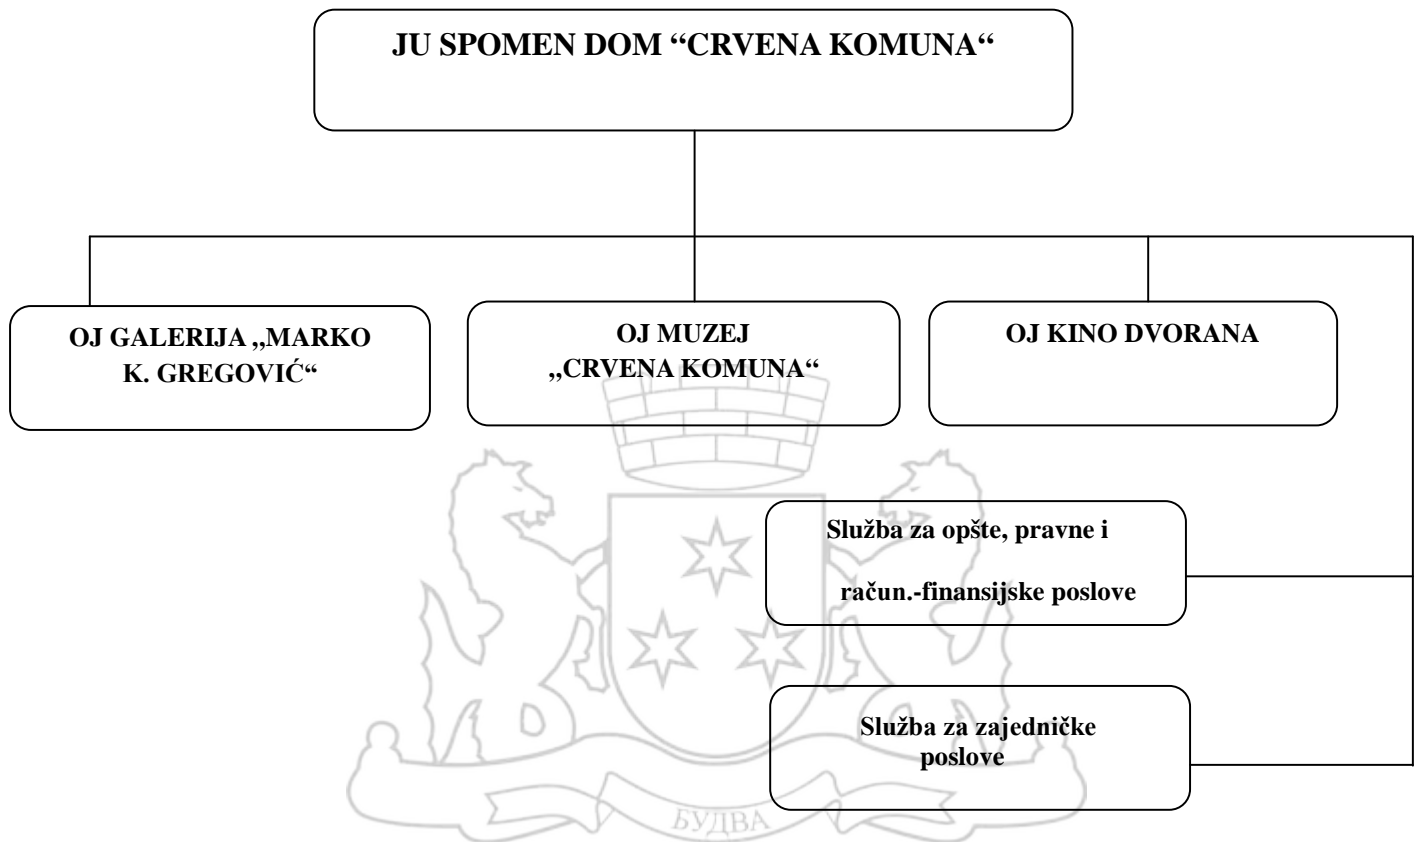 JU SPOMEN DOM “CRVENA KOMUNA“
OJ GALERIJA „MARKO
K. GREGOVIĆ“
OJ MUZEJ
„CRVENA KOMUNA“
OJ KINO DVORANA
Služba za opšte, pravne i
račun.-finansijske poslove
Služba za zajedničke
poslove
БУДВА